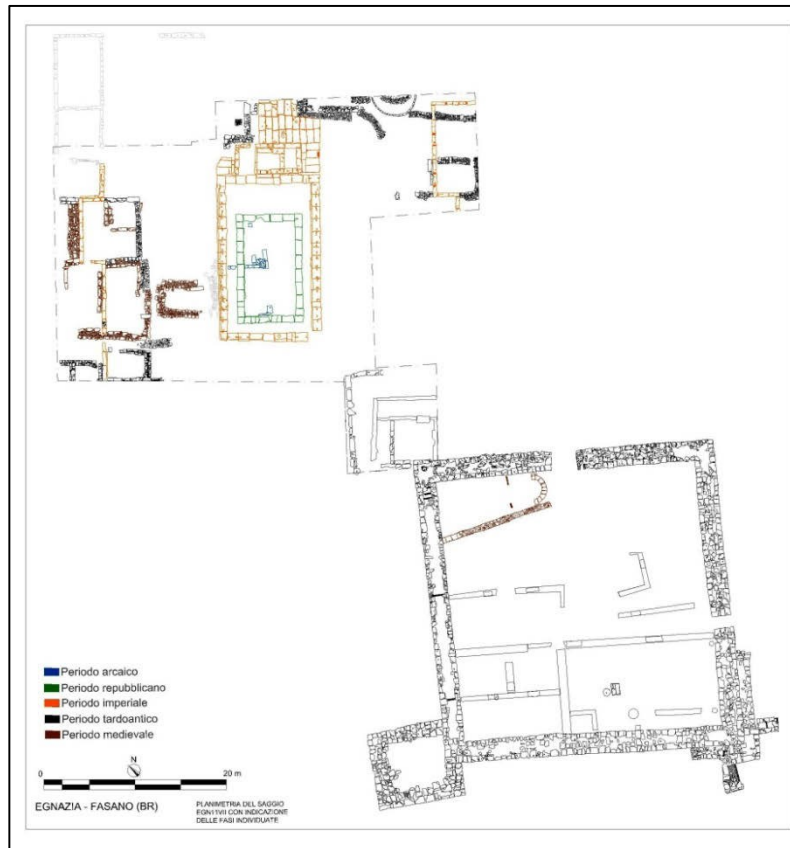 Periodo arcaico
Periodo repubblicano
Periodo imperiale
Periodo tardoantico
Periodo medievale
N
0 20 m
EGNAZIA - FASANO (BR)
PLANIMETRIA DEL SAGGIO
EGN11VII CON INDICAZIONE
DELLE FASI INDIVIDUATE